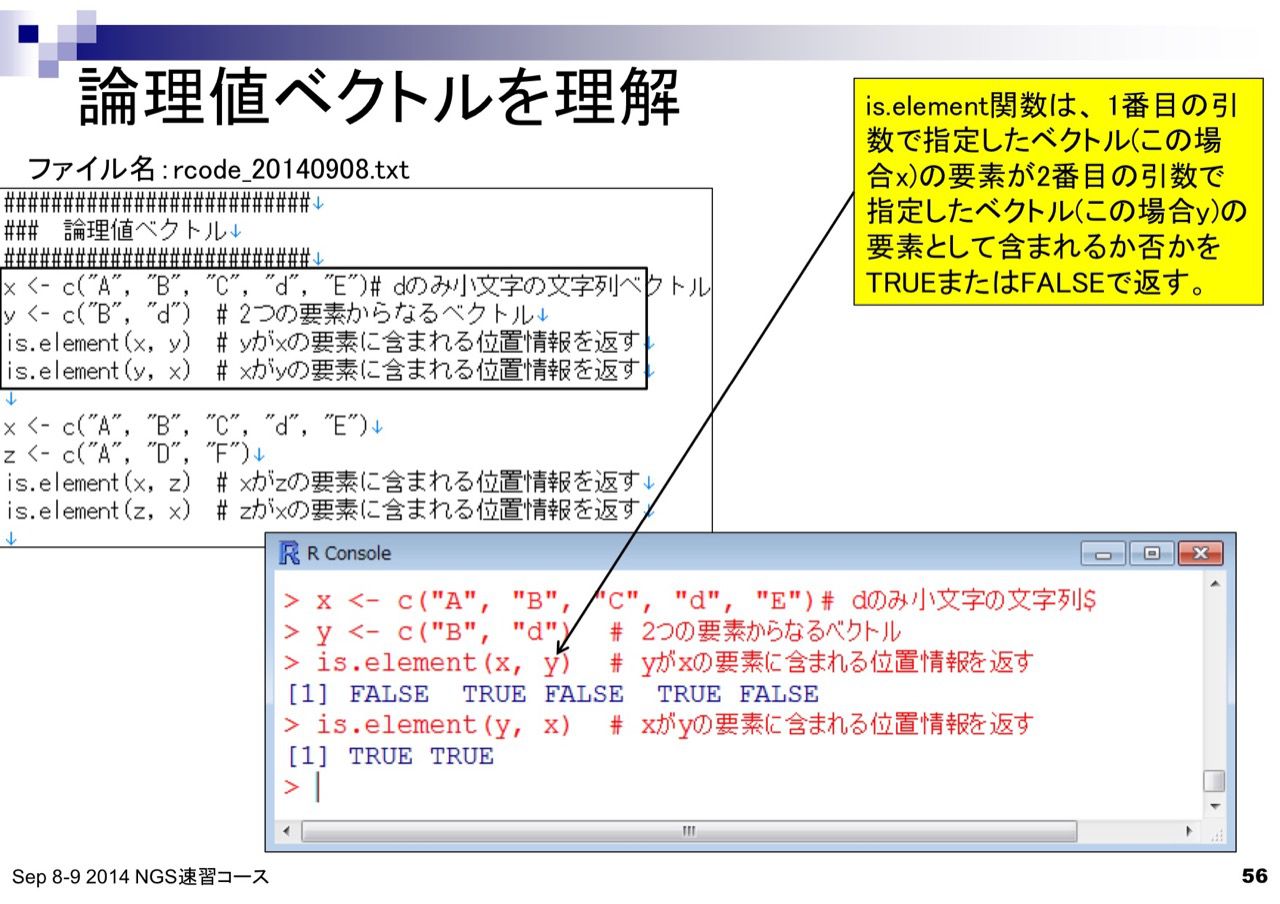 論理値ベクトルを理解
ファイル名：rcode_20140908.txt
##########################↓
###　論理値ベクトル↓
##########################↓
x <- c("A", "B", "C", "d", "E")# dのみ小文字の文字列ベクトル
y <- c("B", "d")  # 2つの要素からなるベクトル↓
is.element(x, y)  # yがxの要素に含まれる位置情報を返す↓
is.element(y, x)  # xがyの要素に含まれる位置情報を返す↓
↓
x <- c("A", "B", "C", "d", "E")↓
z <- c("A", "D", "F")↓
is.element(x, z)  # xがzの要素に含まれる位置情報を返す↓
is.element(z, x)  # zがxの要素に含まれる位置情報を返す↓
↓
is.element関数は、1番目の引
数で指定したベクトル(この場
合x)の要素が2番目の引数で
指定したベクトル(この場合y)の
要素として含まれるか否かを
TRUEまたはFALSEで返す。
R Console
> x <- c("A", "B", "C", "d", "E")# dのみ小文字の文字列$
> y <- c("B", "d")  # 2つの要素からなるベクトル
> is.element(x, y)  # yがxの要素に含まれる位置情報を返す
[1] FALSE  TRUE FALSE  TRUE FALSE
> is.element(y, x)  # xがyの要素に含まれる位置情報を返す
[1] TRUE TRUE
>
Sep 8-9 2014 NGS速習コース
56